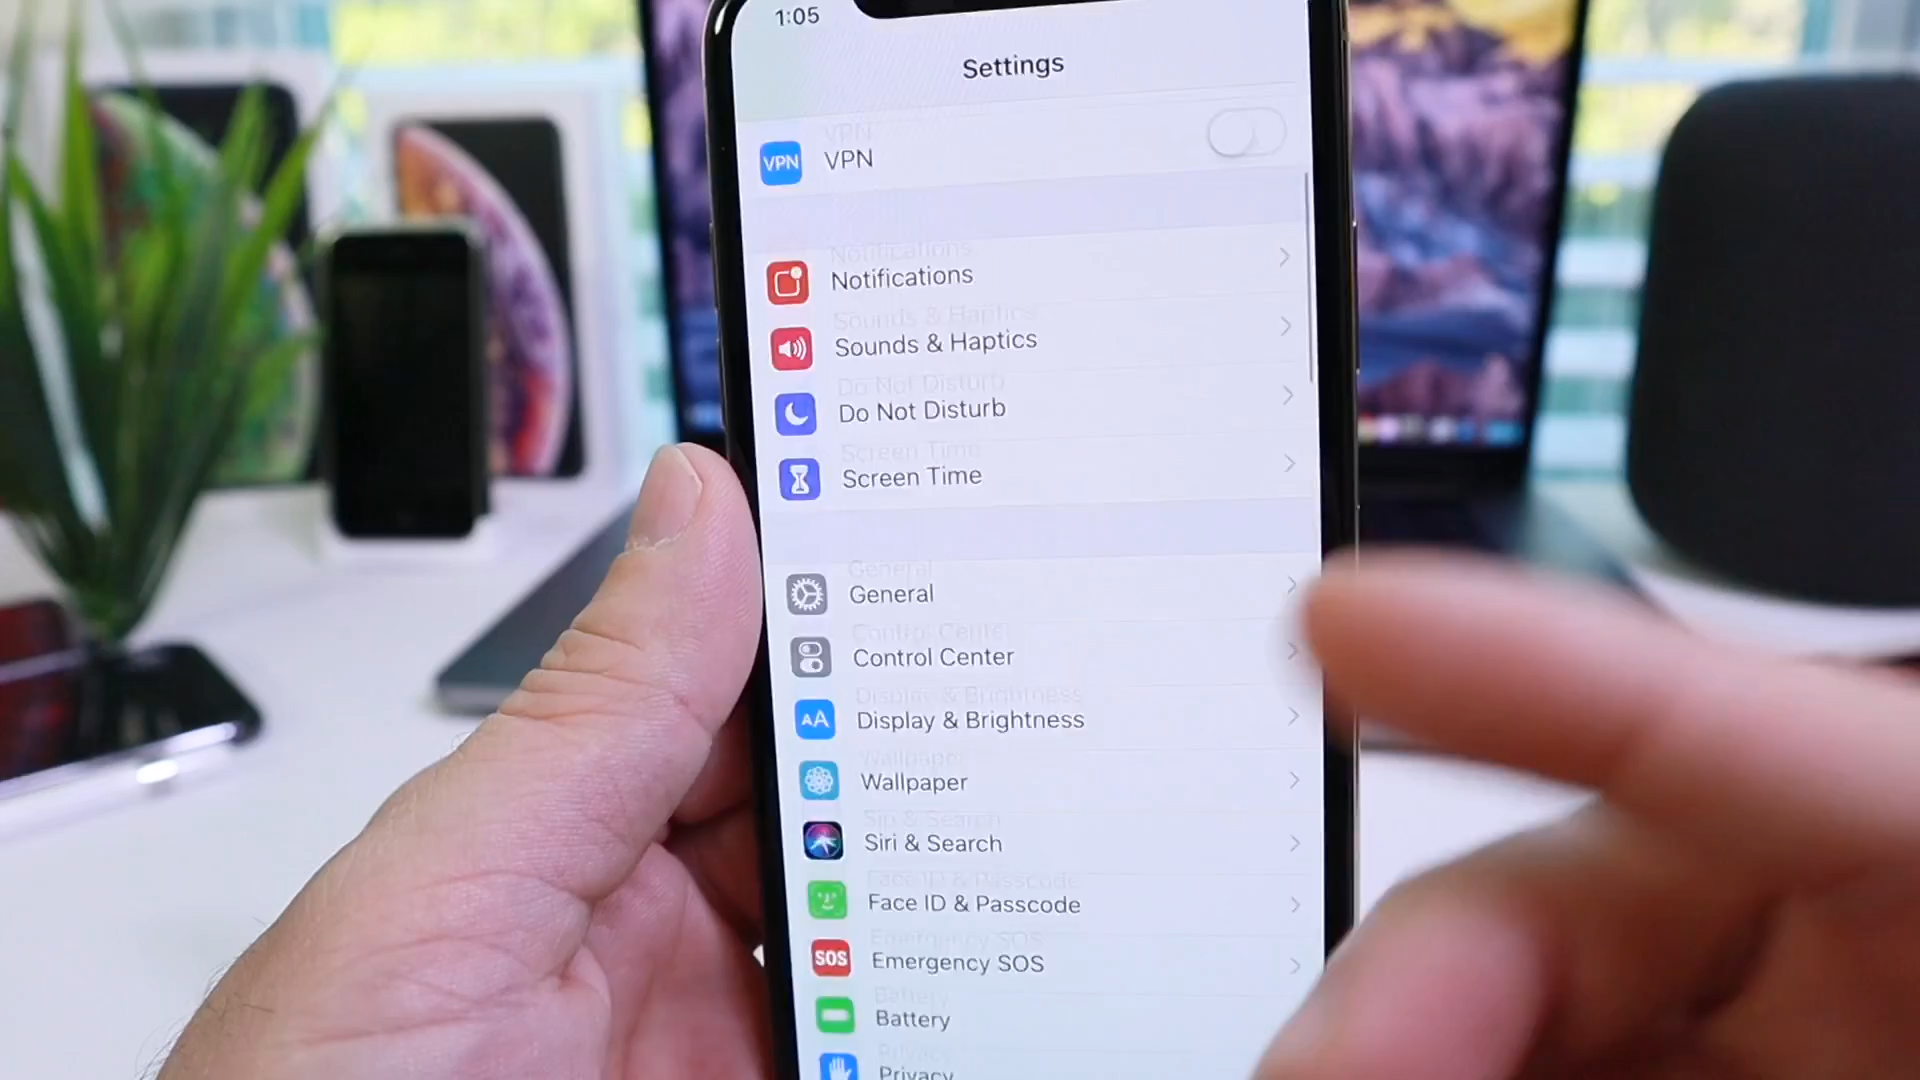 1:05
Settings
VPN VPN
Notifications
Sounds & Haptics
Do Not Disturb
Screen Time
General
Control Center
AA Display & Brightness
Wallpaper
Siri & Search
Face ID & Passcode
SOS Emergency SOS
Battery
Privacy